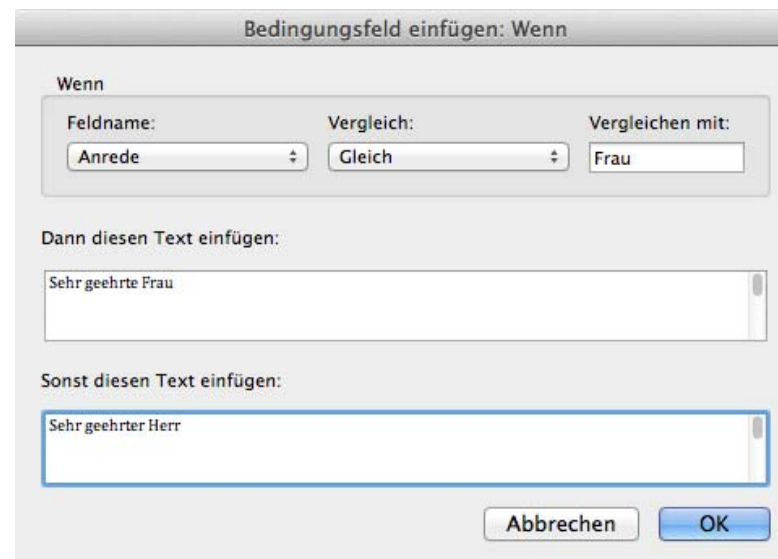 Bedingungsfeld einfügen: Wenn
Wenn
Feldname: Vergleich: Vergleichen mit:
Anrede Gleich Frau
Dann diesen Text einfügen:
Sehr geehrte Frau
Sonst diesen Text einfügen:
Sehr geehrter Herr
Abbrechen OK